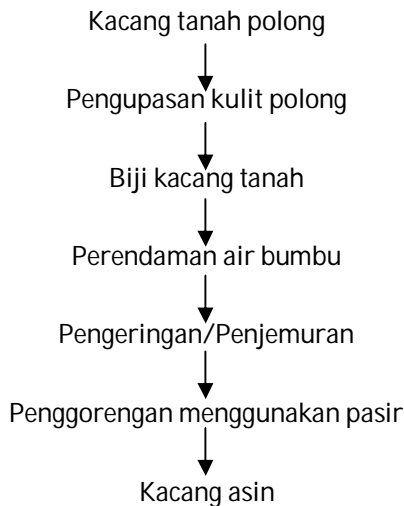 Kacang tanah polong
Pengupasan kulit polong
Biji kacang tanah
Perendaman air bumbu
Pengeringan/Penjemuran
Penggorengan menggunakan pasir
Kacang asin